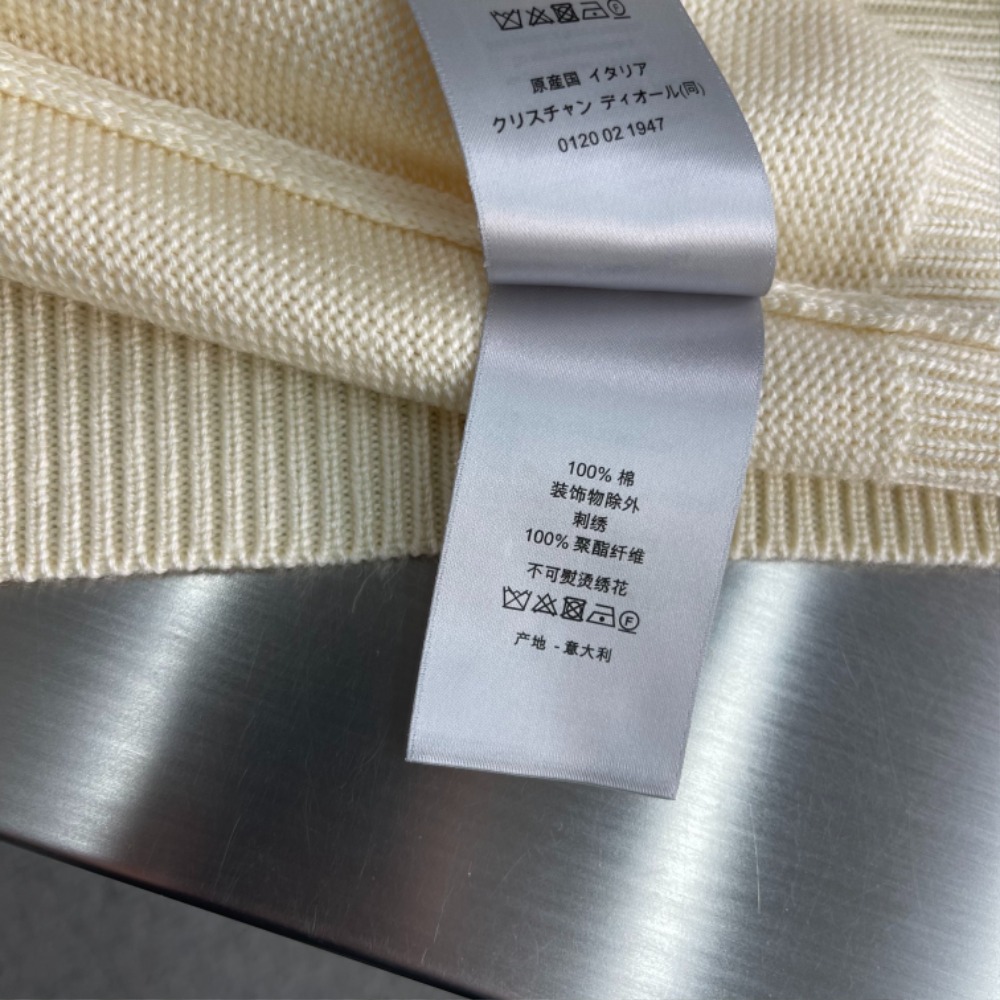 原産国 イタリア
クリスチャン ディオール(同)
0120 02 1947
100% 棉
装饰物除外
刺绣
100% 聚酯纤维
不可熨烫绣花
F
产地 - 意大利